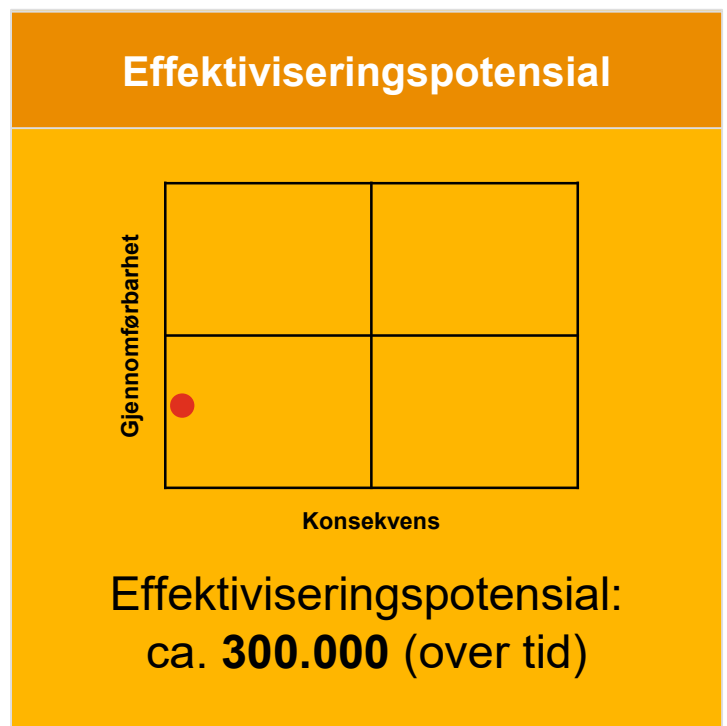 Effektiviseringspotensial
Gjennomførbarhet
Konsekvens
Effektiviseringspotensial:
ca. 300.000 (over tid)